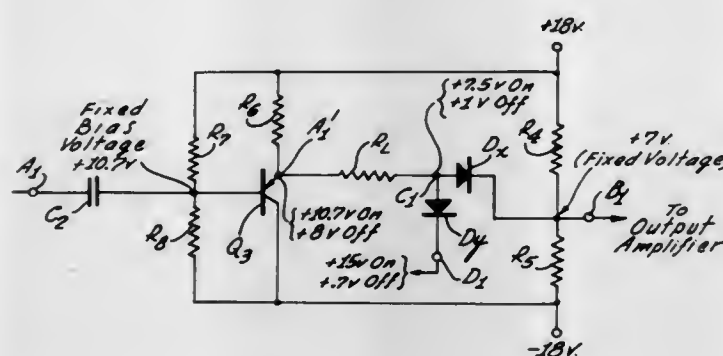 +18v.
Fixed
Bias
Voltage
+10.7v
A1
C2
R7
R8
R6
A1'
Q3
+10.7v On
+8v Off
RL
+7.5v On
+1v Off
C1
Dx
Dy
+15v On
+.7v Off
D1
R4
+7v.
(Fixed Voltage)
B1
To
Output
Amplifier
R5
-18v.